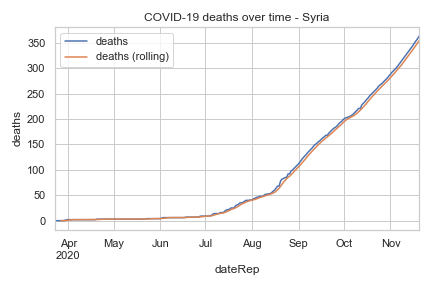 COVID-19 deaths over time - Syria
deaths
deaths (rolling)
deaths
350
300
250
200
150
100
50
0
Apr May Jun Jul Aug Sep Oct Nov
2020
dateRep